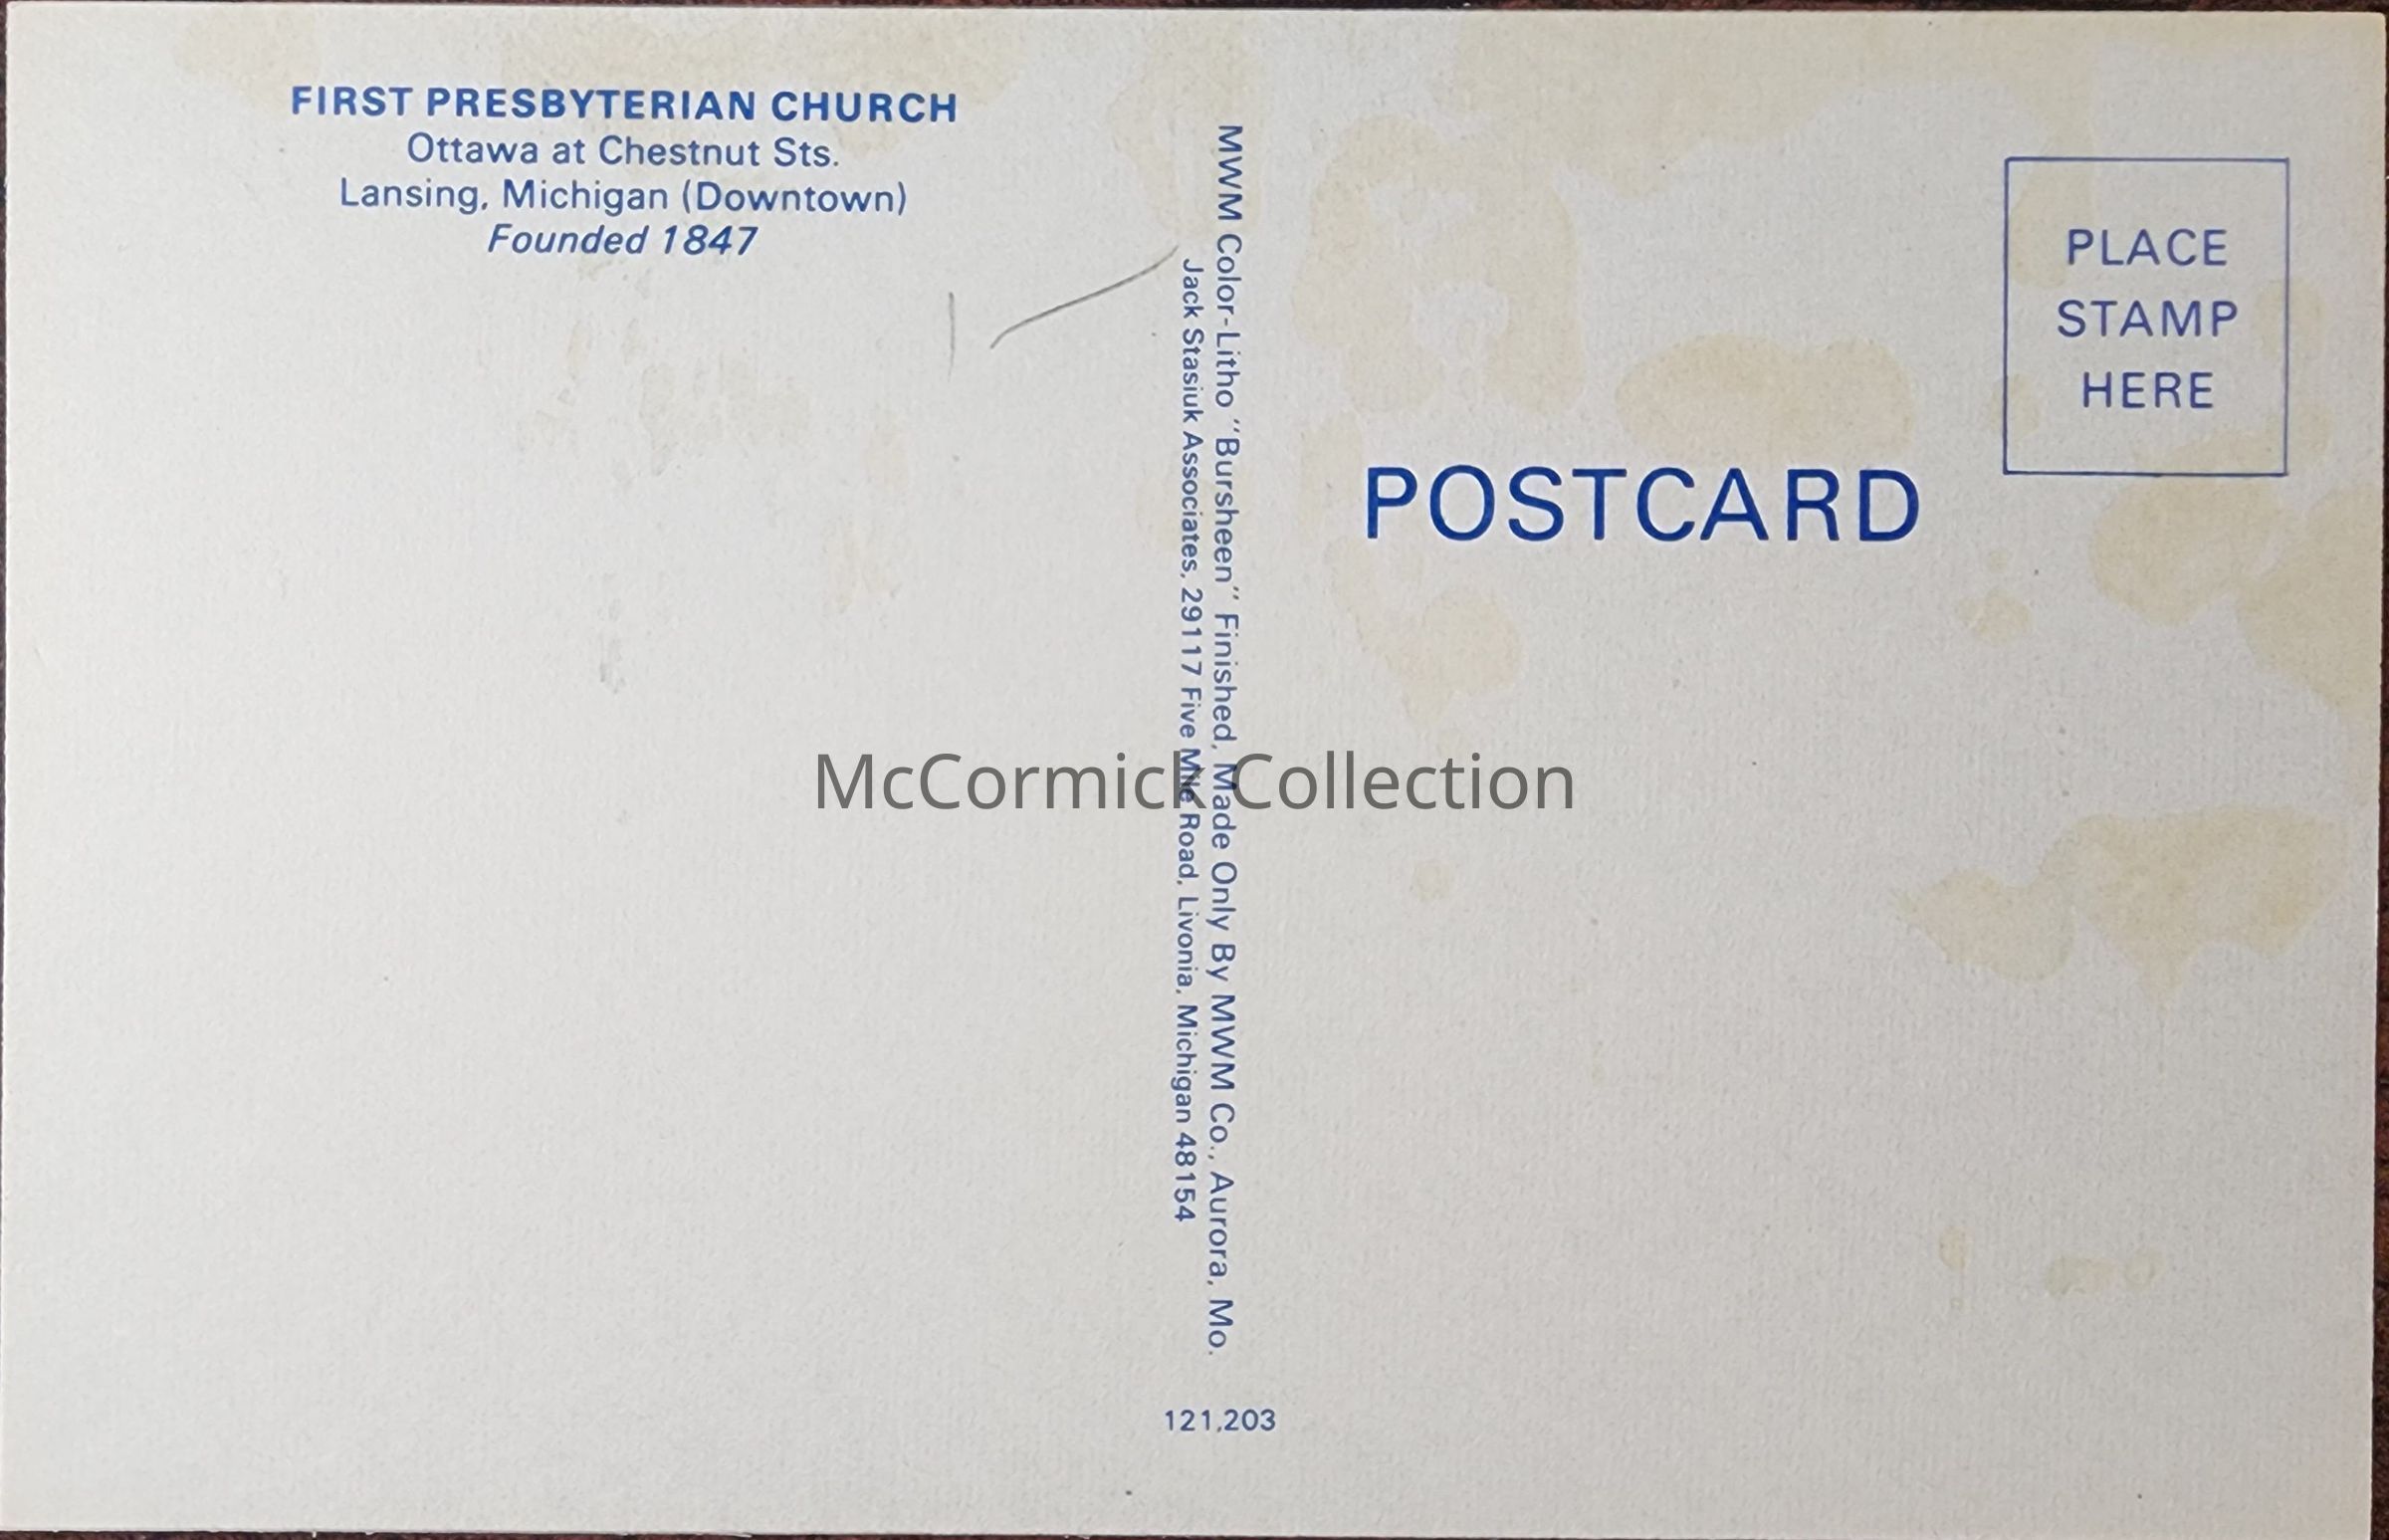 FIRST PRESBYTERIAN CHURCH
Ottawa at Chestnut Sts.
Lansing, Michigan (Downtown)
Founded 1847
MWM Color-Litho "Bursheen" Finished, Made Only By MWM Co., Aurora, Mo.
Jack Stasiuk Associates, 29117 Five Mile Road, Livonia, Michigan 48154
121,203
PLACE
STAMP
HERE
POSTCARD
McCormick Collection